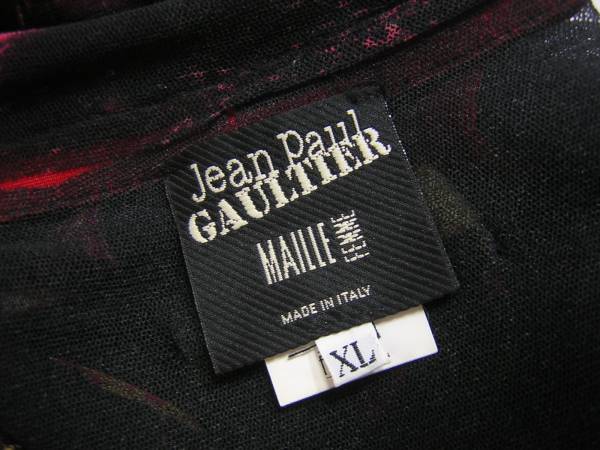 Jean Paul
GAULTIER
MAILLE FEMME
MADE IN ITALY
XL